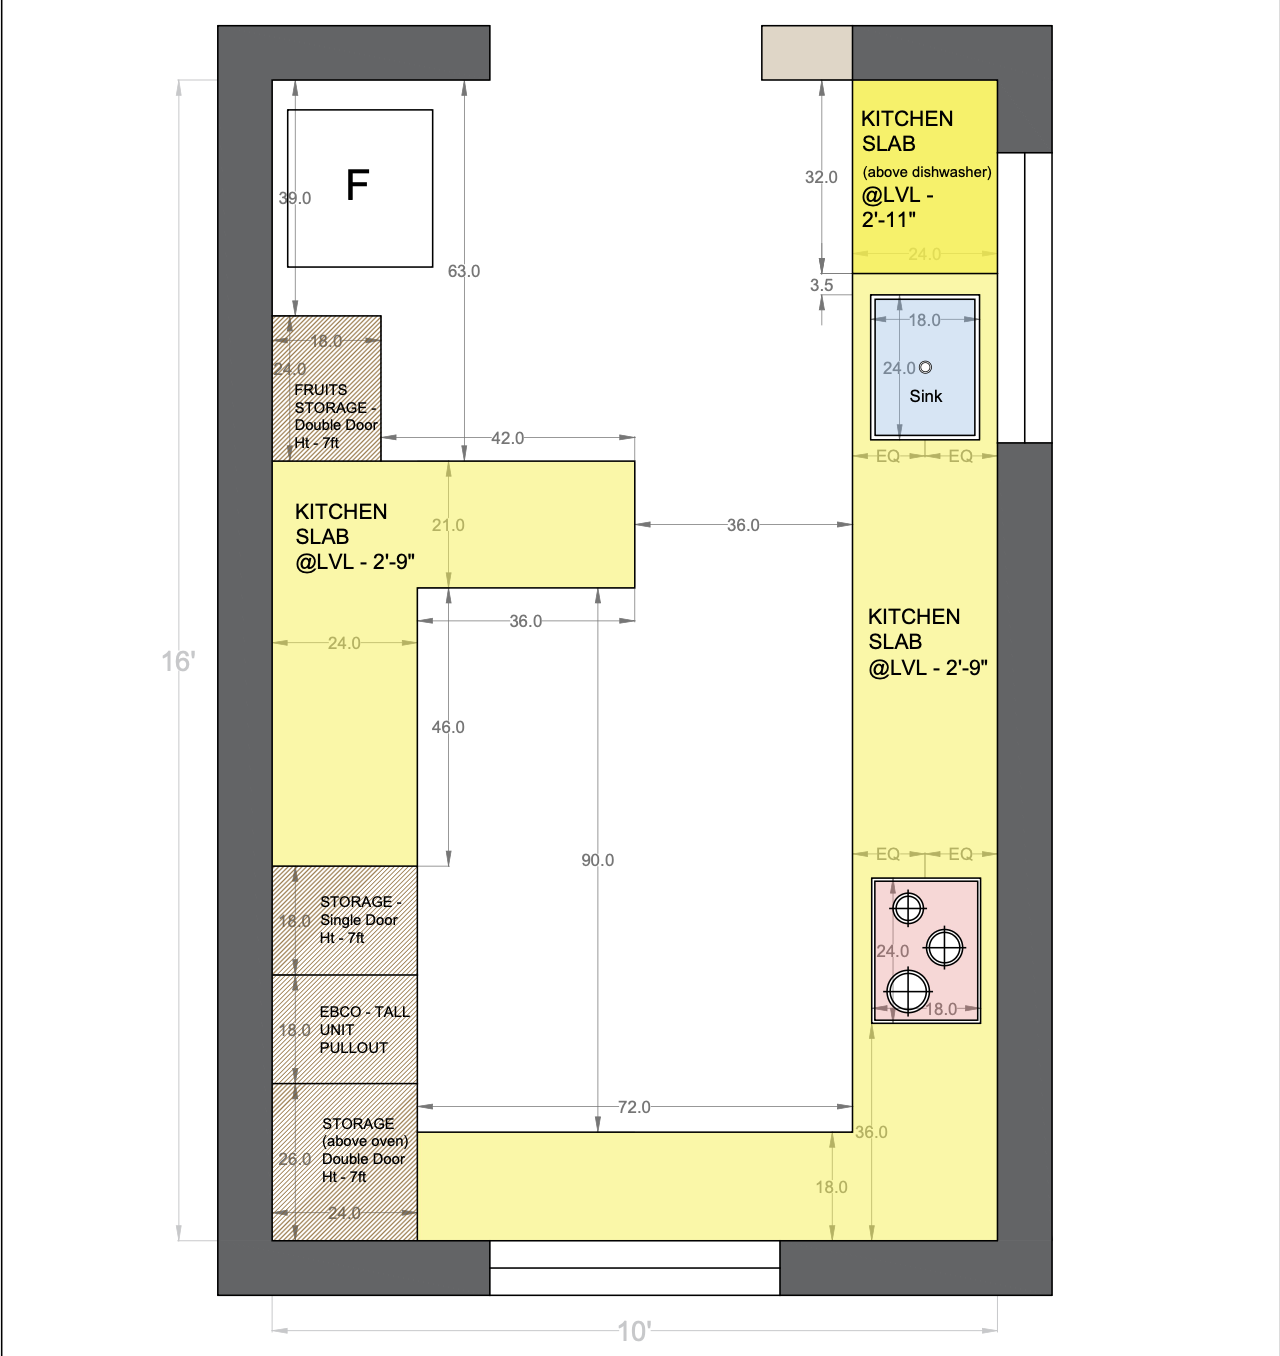 KITCHEN
SLAB
(above dishwasher)
@LVL -
2'-11"
F
39.0
32.0
24.0
63.0
3.5
18.0
18.0
24.0
24.0
Sink
FRUITS
STORAGE -
Double Door
Ht - 7ft
42.0
EQ
EQ
KITCHEN
SLAB
@LVL - 2'-9"
21.0
36.0
36.0
24.0
KITCHEN
SLAB
@LVL - 2'-9"
16'
46.0
90.0
EQ
EQ
STORAGE -
Single Door
Ht - 7ft
18.0
24.0
18.0
EBCO - TALL
UNIT
PULLOUT
18.0
72.0
STORAGE
(above oven)
Double Door
Ht - 7ft
26.0
24.0
36.0
18.0
10'